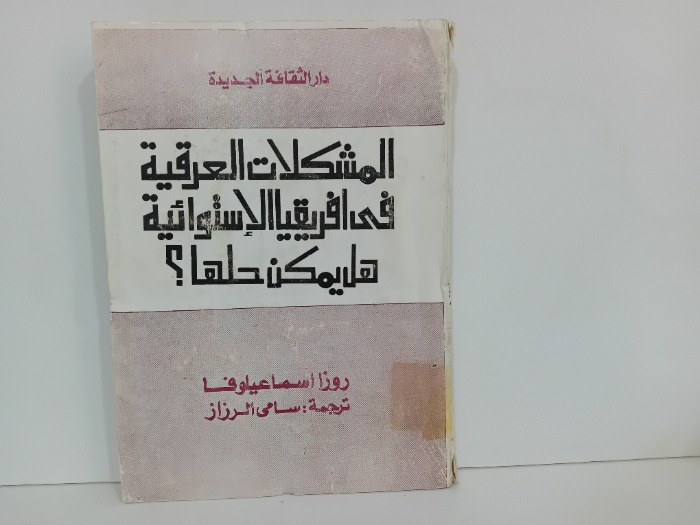 دار الثقافة الجديدة
المشكلات العرقية
فى افريقيا الإستوائية
هل يمكن حلها؟
روزا اسماعيلوفا
ترجمة: سامى الرزاز